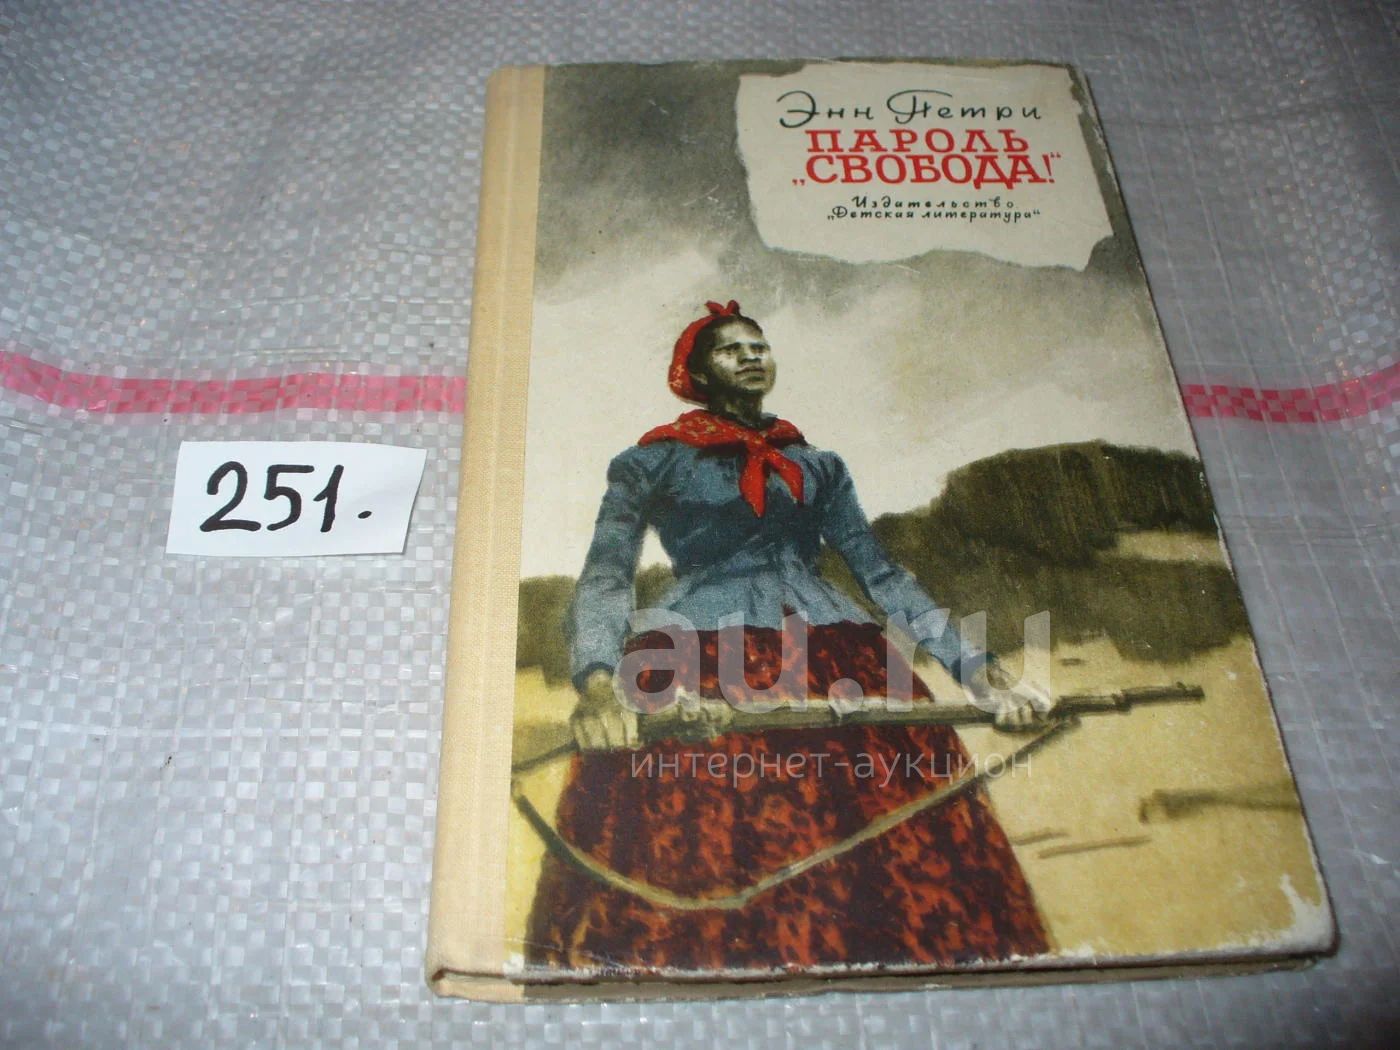 Энн Петри
ПАРОЛЬ
„СВОБОДА!“
Издательство
„Детская литература“
251.
au.ru
интернет-аукцион